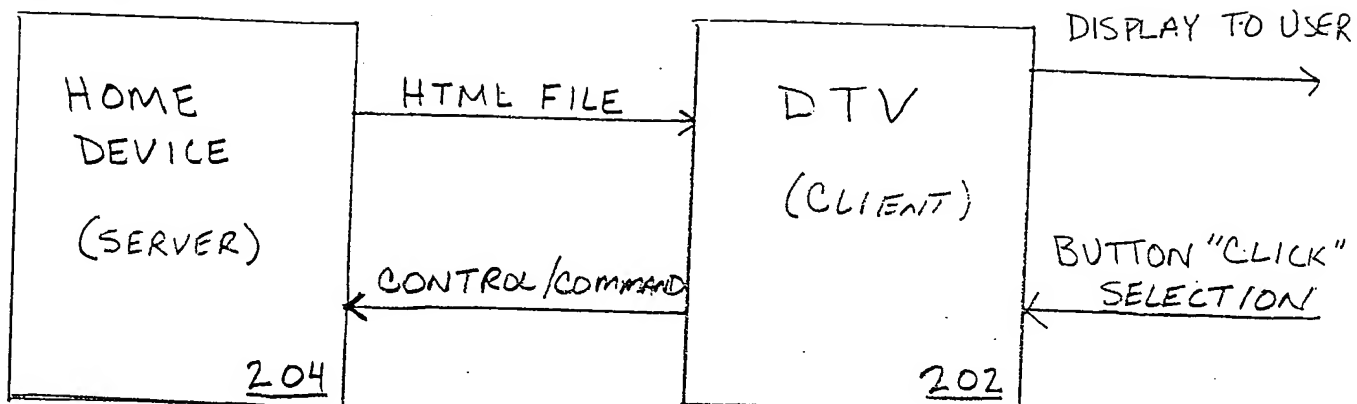 HOME
DEVICE
(SERVER)
204
HTML FILE
CONTROL/COMMAND
DTV
(CLIENT)
202
DISPLAY TO USER
BUTTON "CLICK"
SELECTION